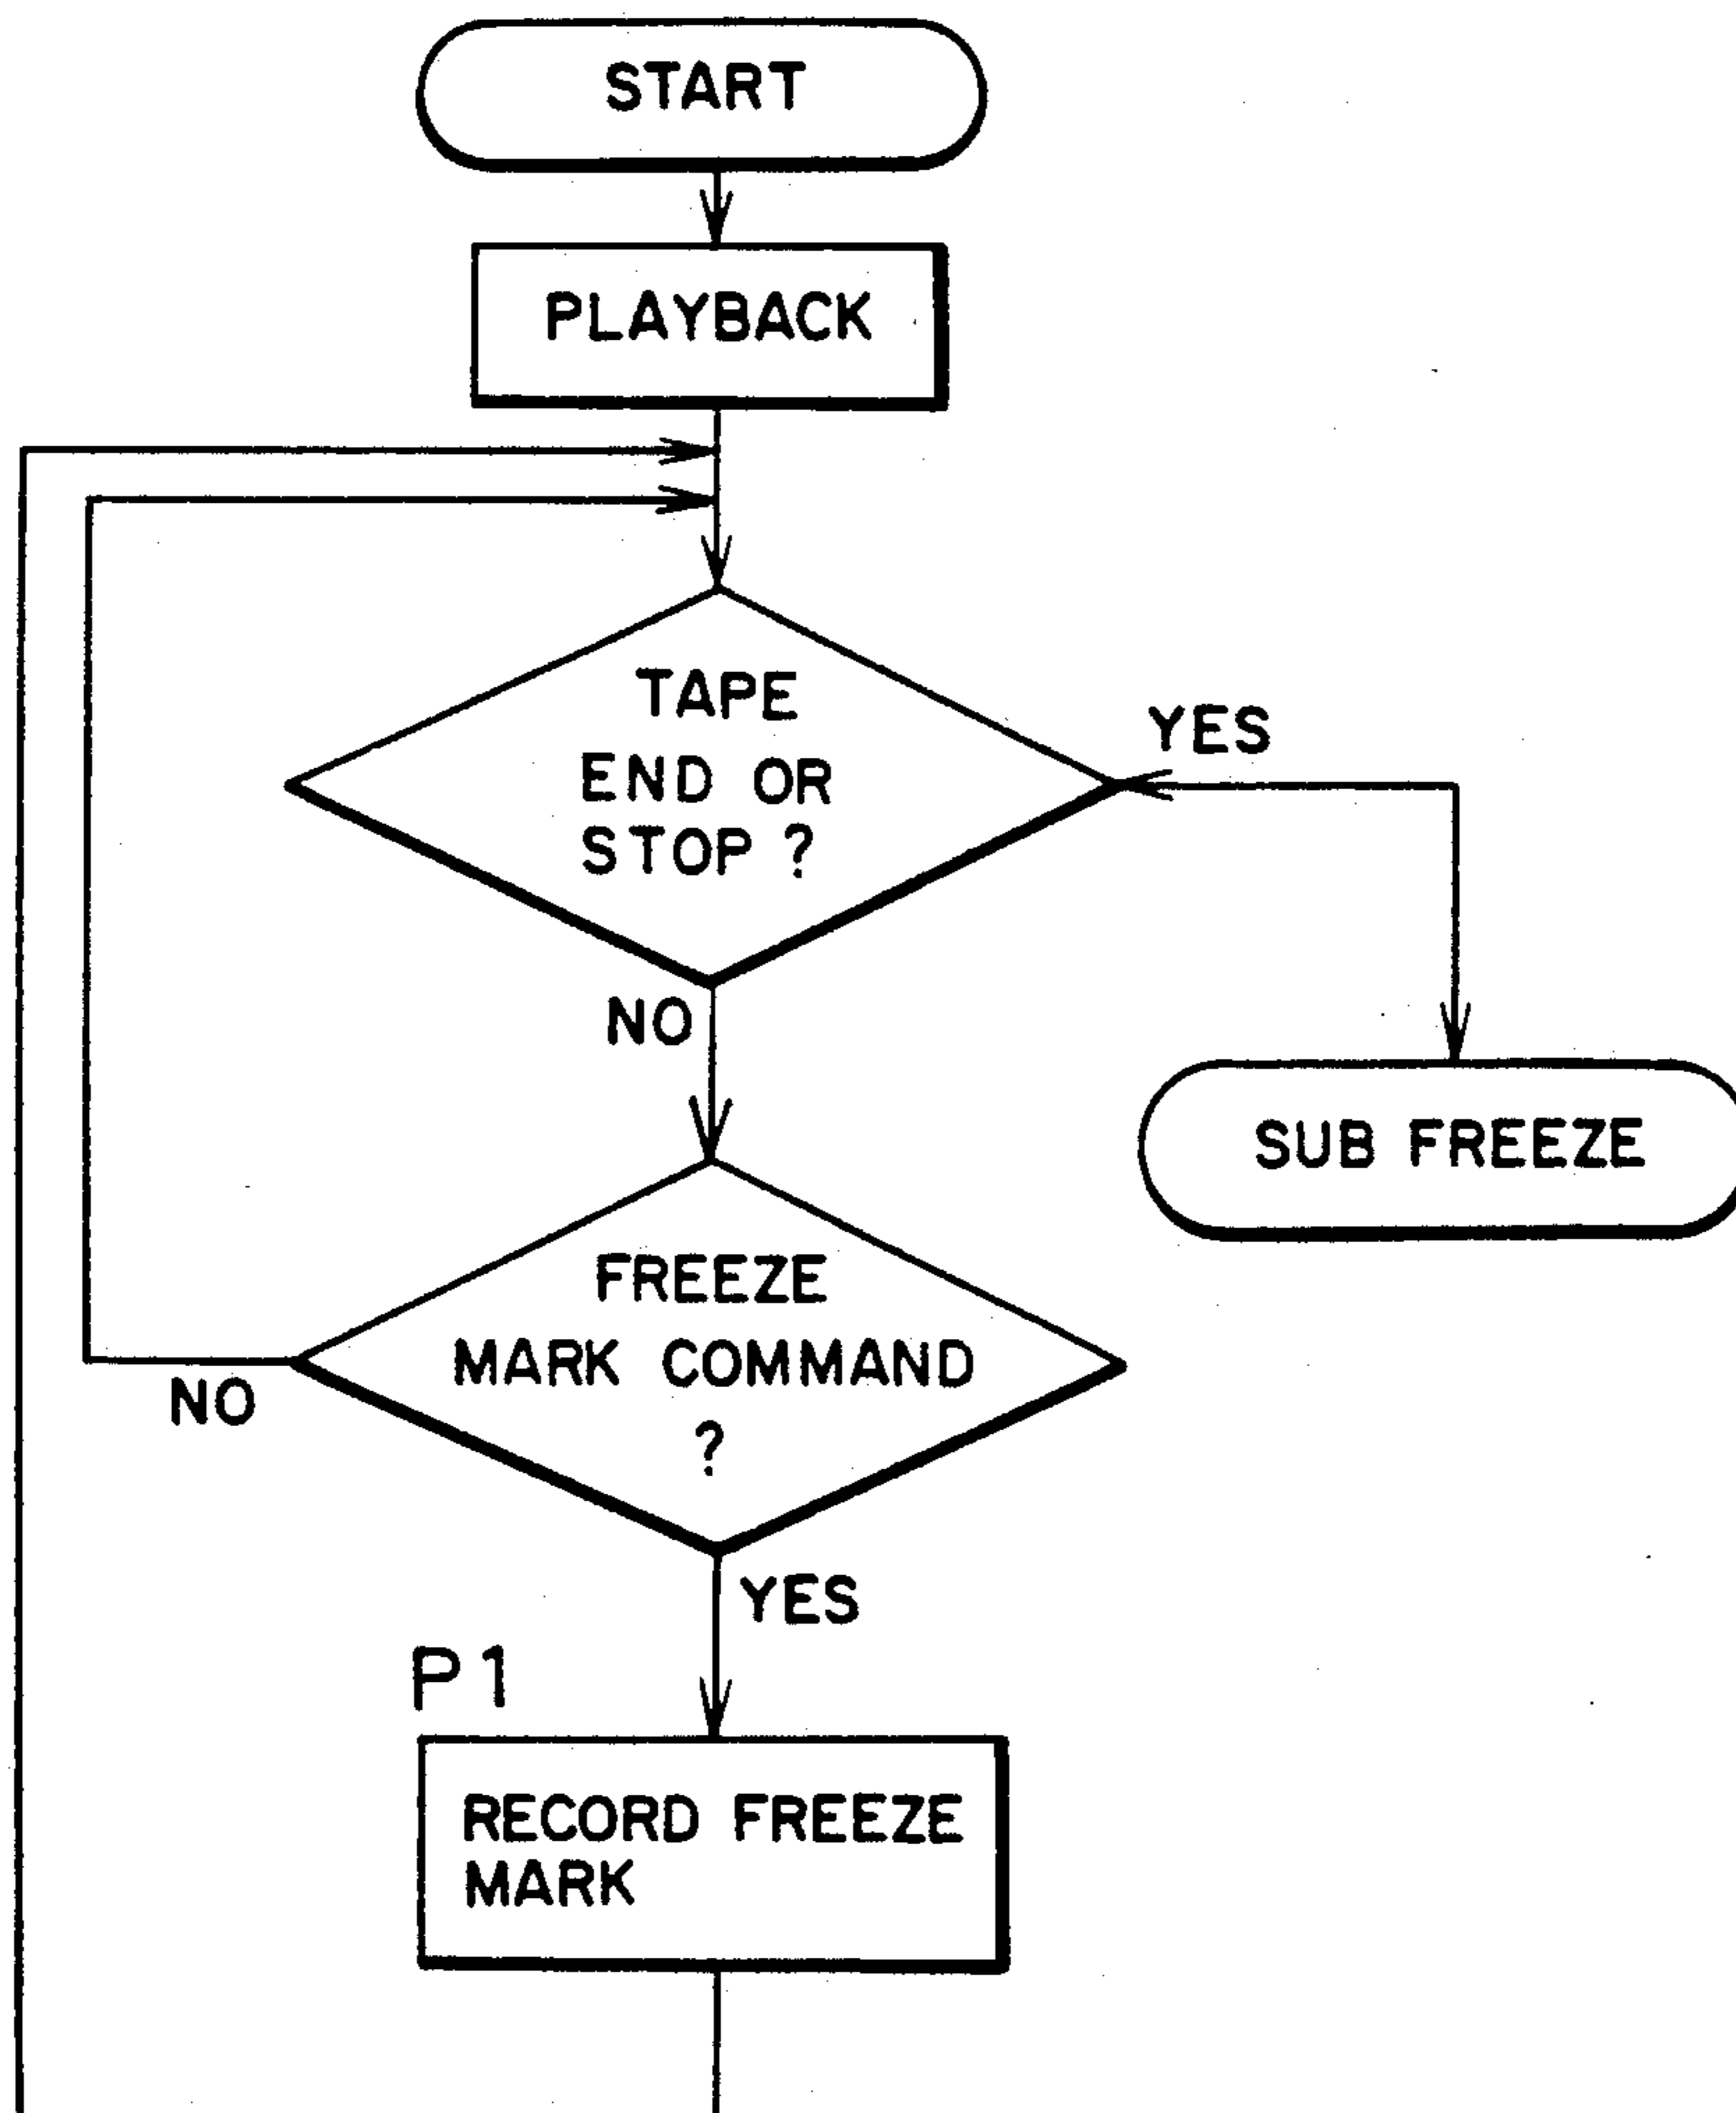 START
PLAYBACK
TAPE
END OR
STOP ?
YES
NO
SUB FREEZE
FREEZE
MARK COMMAND
?
NO
YES
P1
RECORD FREEZE
MARK